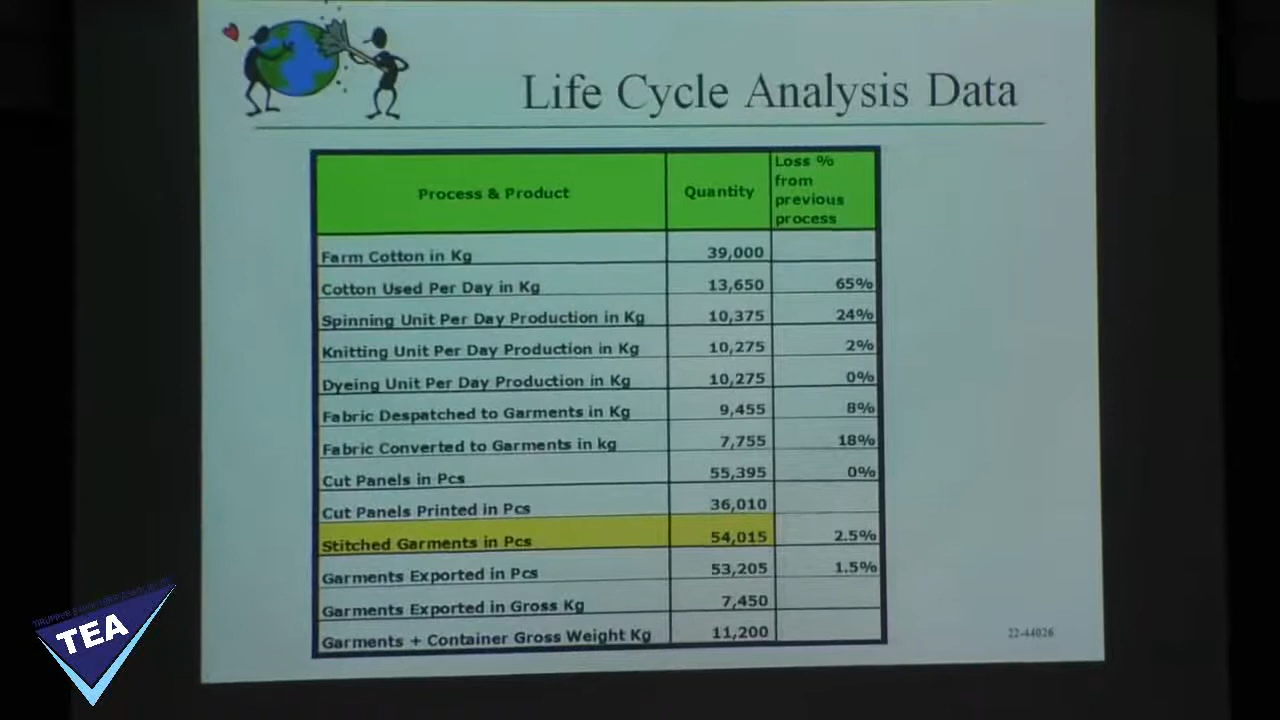 Life Cycle Analysis Data
Process & Product Quantity Loss % from previous process
Farm Cotton in Kg 39,000
Cotton Used Per Day in Kg 13,650 65%
Spinning Unit Per Day Production in Kg 10,375 24%
Knitting Unit Per Day Production in Kg 10,275 2%
Dyeing Unit Per Day Production in Kg 10,275 0%
Fabric Despatched to Garments in Kg 9,455 8%
Fabric Converted to Garments in kg 7,755 18%
Cut Panels in Pcs 55,395 0%
Cut Panels Printed in Pcs 36,010
Stitched Garments in Pcs 54,015 2.5%
Garments Exported in Pcs 53,205 1.5%
Garments Exported in Gross Kg 7,450
Garments + Container Gross Weight Kg 11,200
22-44026
TEA